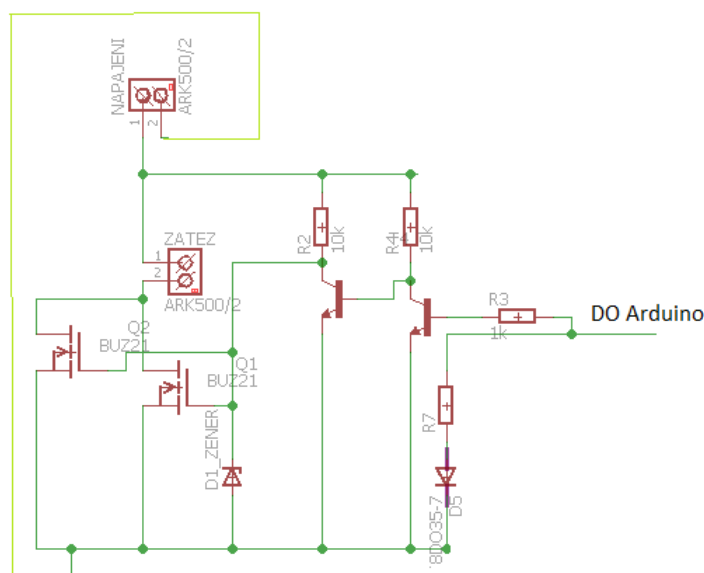 NAPAJENI
ARK500/2
1
2
ZATEZ
1
2
ARK500/2
R2
10k
R4
10k
R3
1k
DO Arduino
Q2
BUZ21
Q1
BUZ21
D1_ZENER
R7
D5